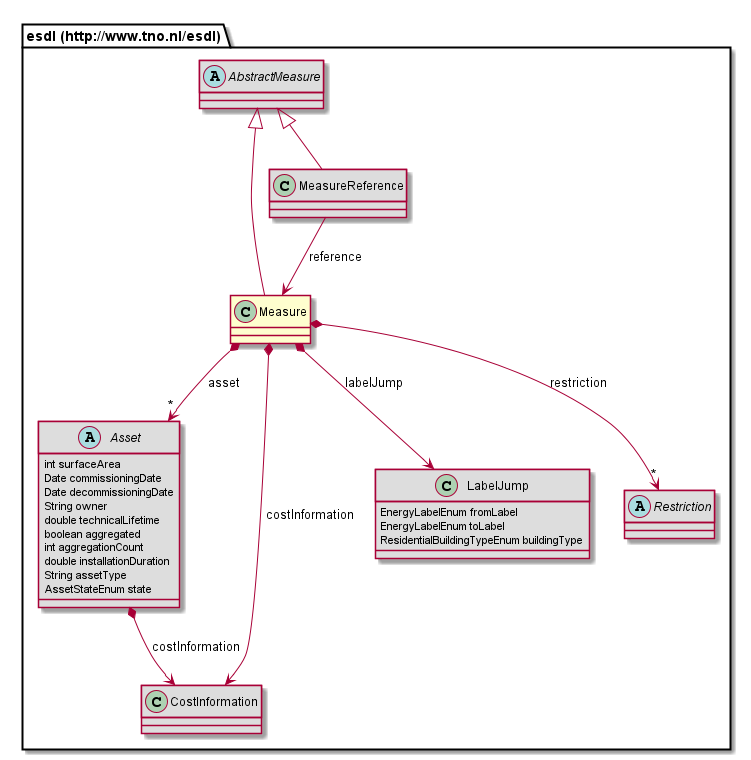 esdl (http://www.tno.nl/esdl)
A AbstractMeasure
C MeasureReference
reference
C Measure
asset
labelJump
restriction
*
*
A Asset
int surfaceArea
Date commissioningDate
Date decommissioningDate
String owner
double technicalLifetime
boolean aggregated
int aggregationCount
double installationDuration
String assetType
AssetStateEnum state
costInformation
C LabelJump
EnergyLabelEnum fromLabel
EnergyLabelEnum toLabel
ResidentialBuildingTypeEnum buildingType
A Restriction
costInformation
C CostInformation